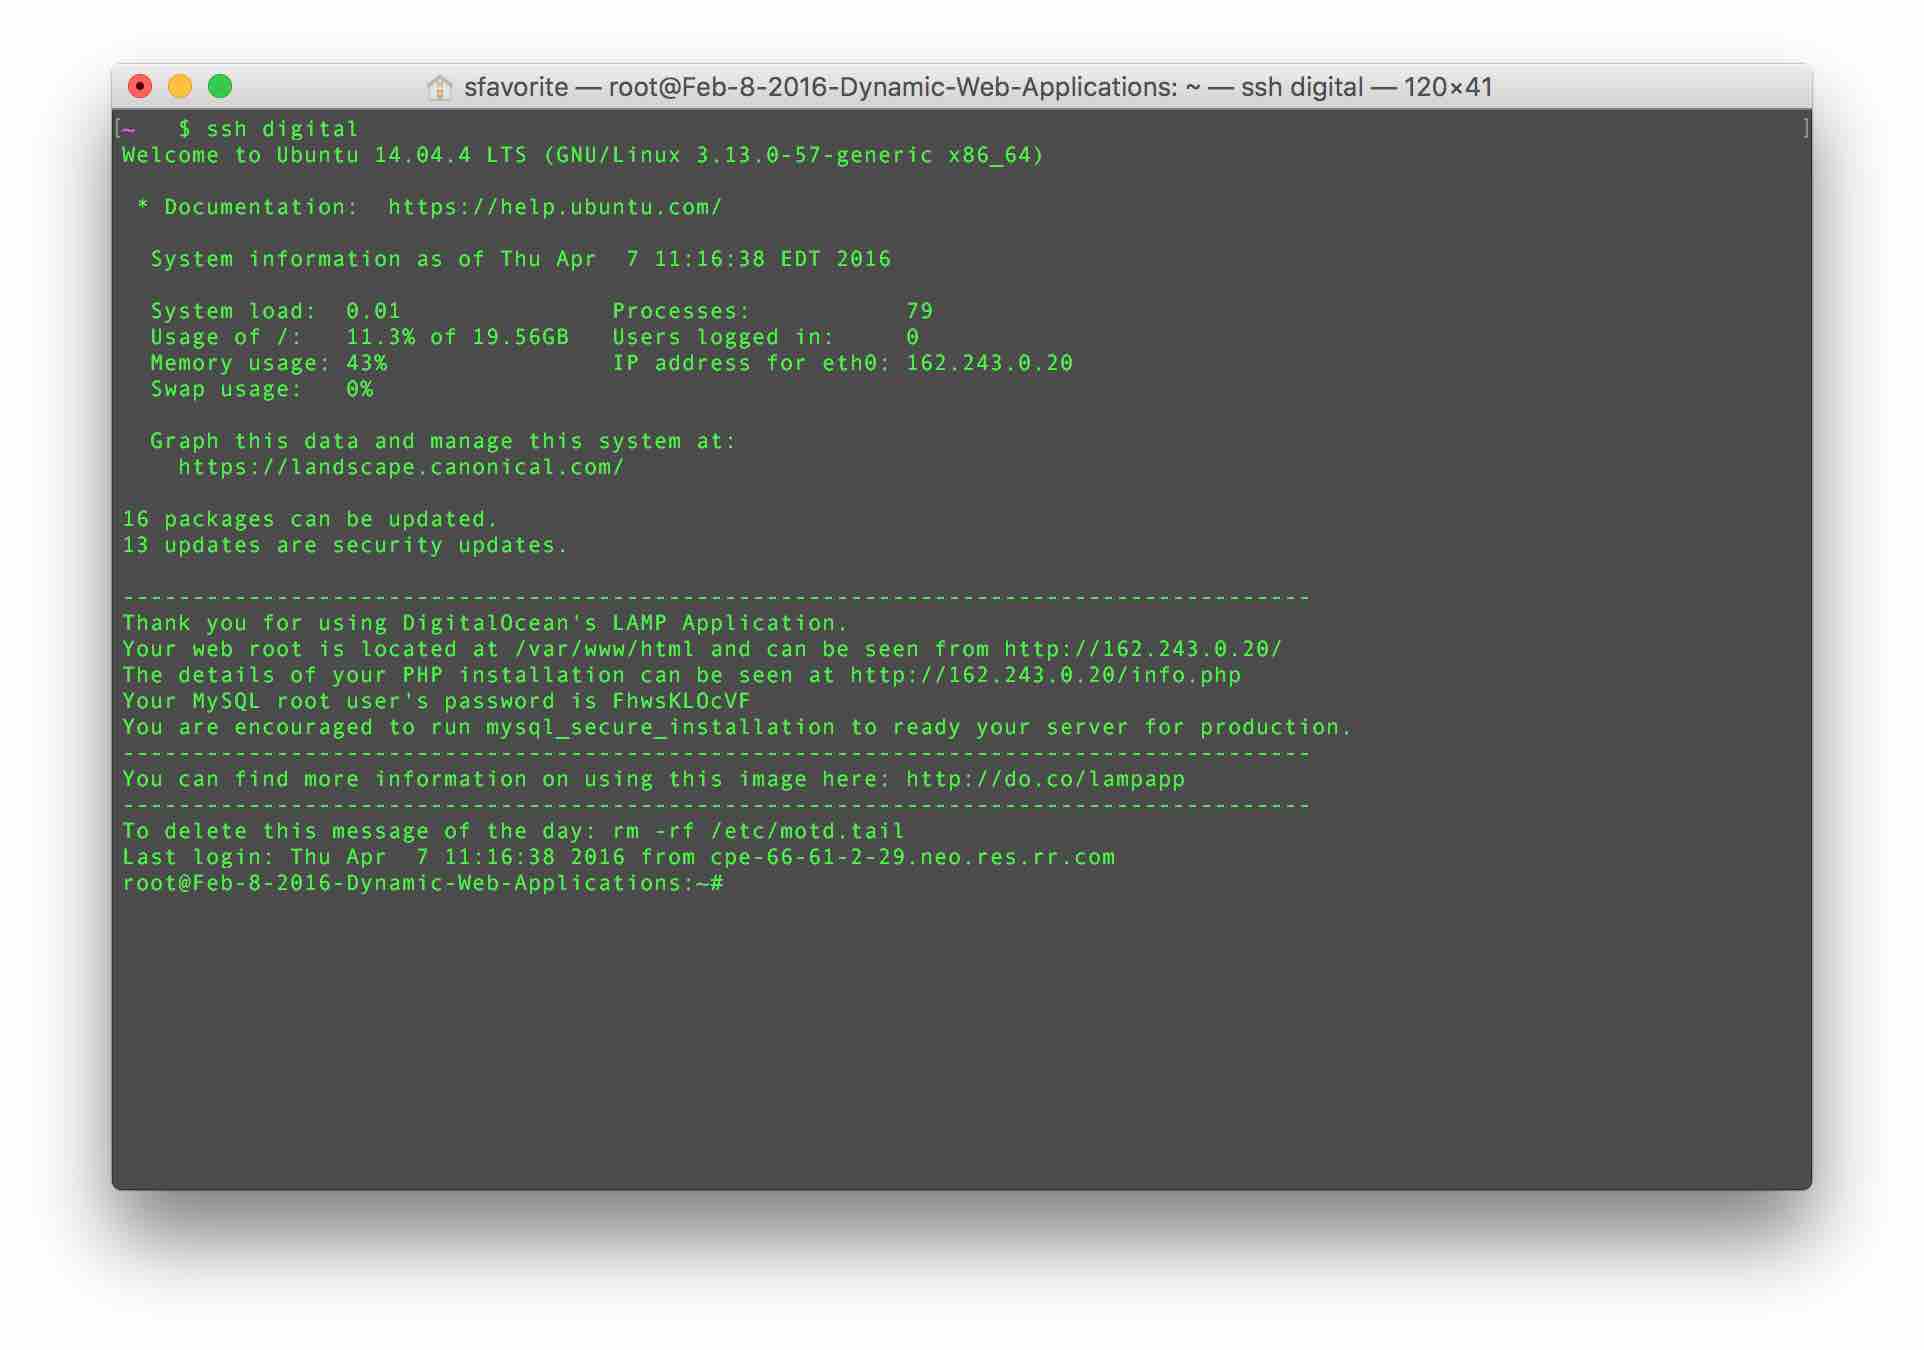 sfavorite — root@Feb-8-2016-Dynamic-Web-Applications: ~ — ssh digital — 120×41
[~   $ ssh digital ]
Welcome to Ubuntu 14.04.4 LTS (GNU/Linux 3.13.0-57-generic x86_64)
 * Documentation:  https://help.ubuntu.com/
  System information as of Thu Apr  7 11:16:38 EDT 2016
  System load:  0.01               Processes:           79
  Usage of /:   11.3% of 19.56GB   Users logged in:     0
  Memory usage: 43%                IP address for eth0: 162.243.0.20
  Swap usage:   0%
  Graph this data and manage this system at:
    https://landscape.canonical.com/
16 packages can be updated.
13 updates are security updates.
-------------------------------------------------------------------------------------
Thank you for using DigitalOcean's LAMP Application.
Your web root is located at /var/www/html and can be seen from http://162.243.0.20/
The details of your PHP installation can be seen at http://162.243.0.20/info.php
Your MySQL root user's password is FhwsKLOcVF
You are encouraged to run mysql_secure_installation to ready your server for production.
-------------------------------------------------------------------------------------
You can find more information on using this image here: http://do.co/lampapp
-------------------------------------------------------------------------------------
To delete this message of the day: rm -rf /etc/motd.tail
Last login: Thu Apr  7 11:16:38 2016 from cpe-66-61-2-29.neo.res.rr.com
root@Feb-8-2016-Dynamic-Web-Applications:~#